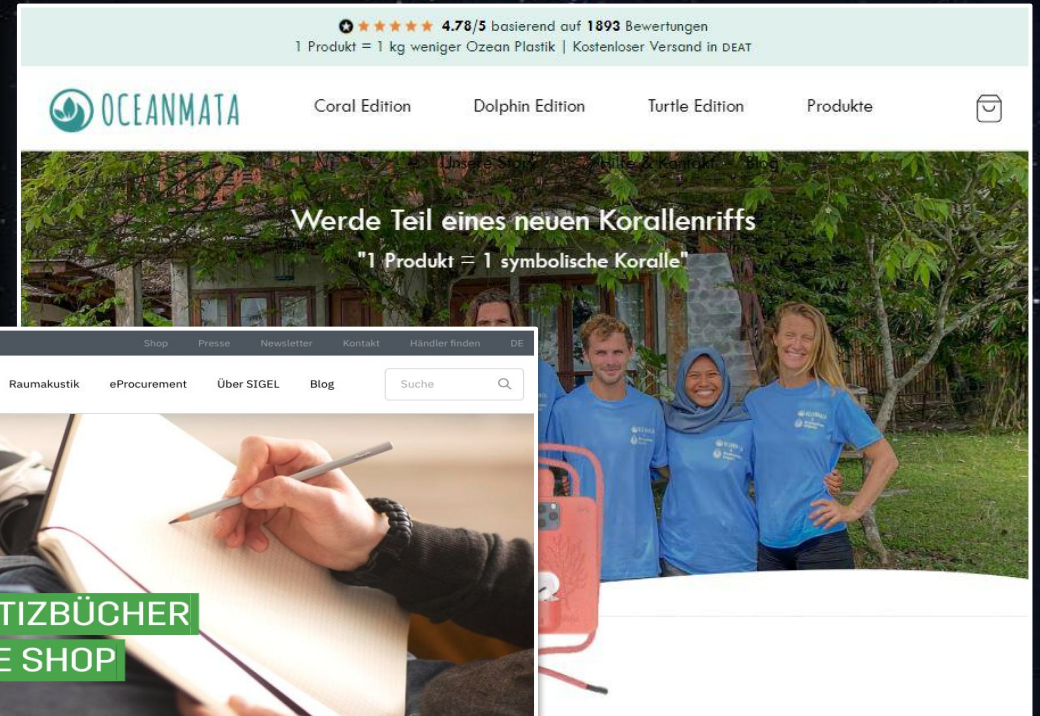 4.78/5 basierend auf 1893 Bewertungen
1 Produkt = 1 kg weniger Ozean Plastik | Kostenloser Versand in DEAT
OCEANMATA
Coral Edition
Dolphin Edition
Turtle Edition
Produkte
Blog
Werde Teil eines neuen Korallenriffs
"1 Produkt = 1 symbolische Koralle"
Shop
Presse
Newsletter
Kontakt
Händler finden
DE
Raumakustik
eProcurement
Über SIGEL
Blog
Suche
TIZBÜCHER
E SHOP